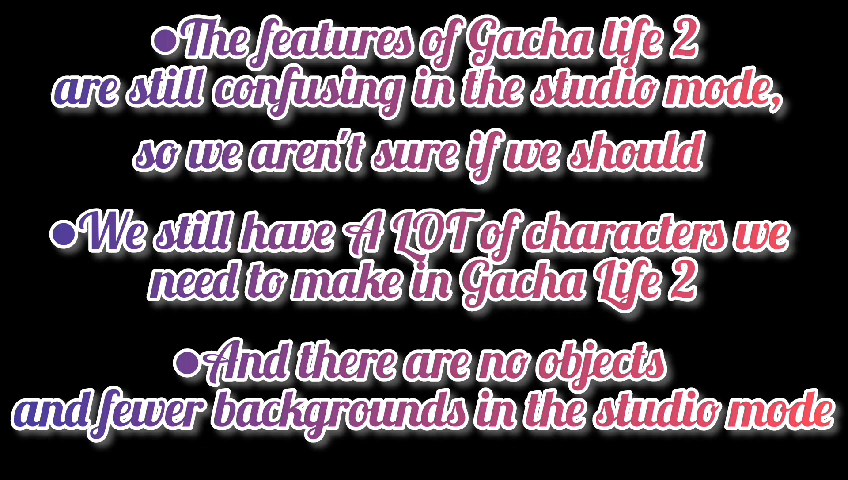 ●The features of Gacha life 2
are still confusing in the studio mode,
so we aren't sure if we should
●We still have A LOT of characters we
need to make in Gacha Life 2
●And there are no objects
and fewer backgrounds in the studio mode